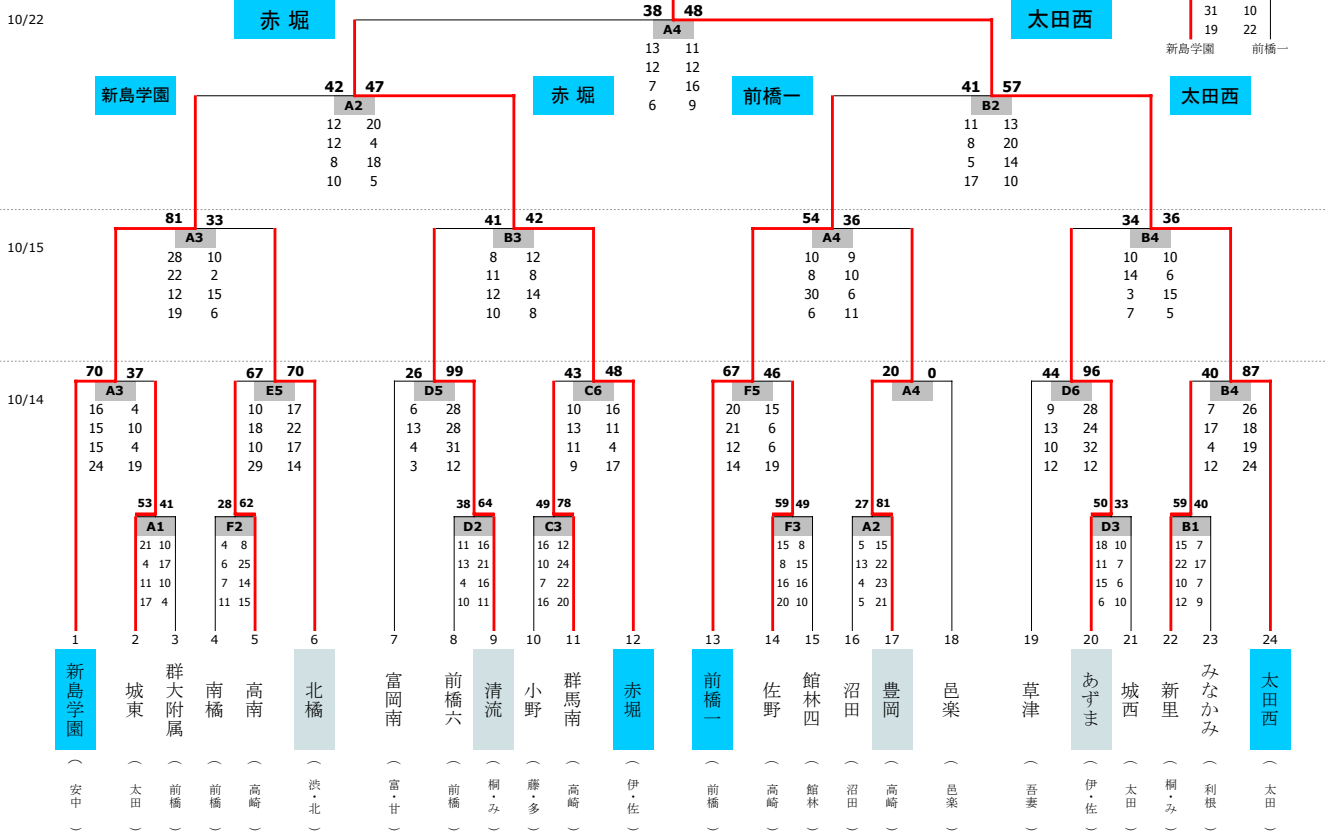 10/22
赤 堀
38 48
太田西
31 10
A4
13 11
19 22
新島学園 前橋一
12 12
7 16
6 9
新島学園
42 47
赤 堀
前橋一
41 57
太田西
A2
B2
12 20
11 13
12 4
8 20
8 18
5 14
10 5
17 10
81 33
41 42
54 36
34 36
10/15
A3
B3
A4
B4
28 10
8 12
10 9
10 10
22 2
11 8
8 10
14 6
12 15
12 14
30 6
3 15
19 6
10 8
6 11
7 5
70 37
67 70
26 99
43 48
67 46
20 0
44 96
40 87
10/14
A3
E5
D5
C6
F5
A4
D6
B4
16 4
10 17
6 28
10 16
20 15
9 28
7 26
15 10
18 22
13 28
13 11
21 6
13 24
17 18
15 4
10 17
4 31
11 4
12 6
10 32
4 19
24 19
29 14
3 12
9 17
14 19
12 12
12 24
53 41
28 62
38 64
49 78
59 49
27 81
50 33
59 40
A1
F2
D2
C3
F3
A2
D3
B1
21 10
4 8
11 16
16 12
15 8
5 15
18 10
15 7
4 17
6 25
13 21
10 24
8 15
13 22
11 7
22 17
11 10
7 14
4 16
7 22
16 16
4 23
15 6
10 7
17 4
11 15
10 11
16 20
20 10
5 21
6 10
12 9
1 2 3 4 5 6 7 8 9 10 11 12 13 14 15 16 17 18 19 20 21 22 23 24
新島学園
城東
群大附属
南橘
高南
北橘
富岡南
前橋六
清流
小野
群馬南
赤堀
前橋一
佐野
館林四
沼田
豊岡
邑楽
草津
あずま
城西
新里
みなかみ
太田西
（安中）
（太田）
（前橋）
（前橋）
（高崎）
（渋・北）
（富・甘）
（前橋）
（桐・み）
（藤・多）
（高崎）
（伊・佐）
（前橋）
（高崎）
（館林）
（沼田）
（高崎）
（邑楽）
（吾妻）
（伊・佐）
（太田）
（桐・み）
（利根）
（太田）